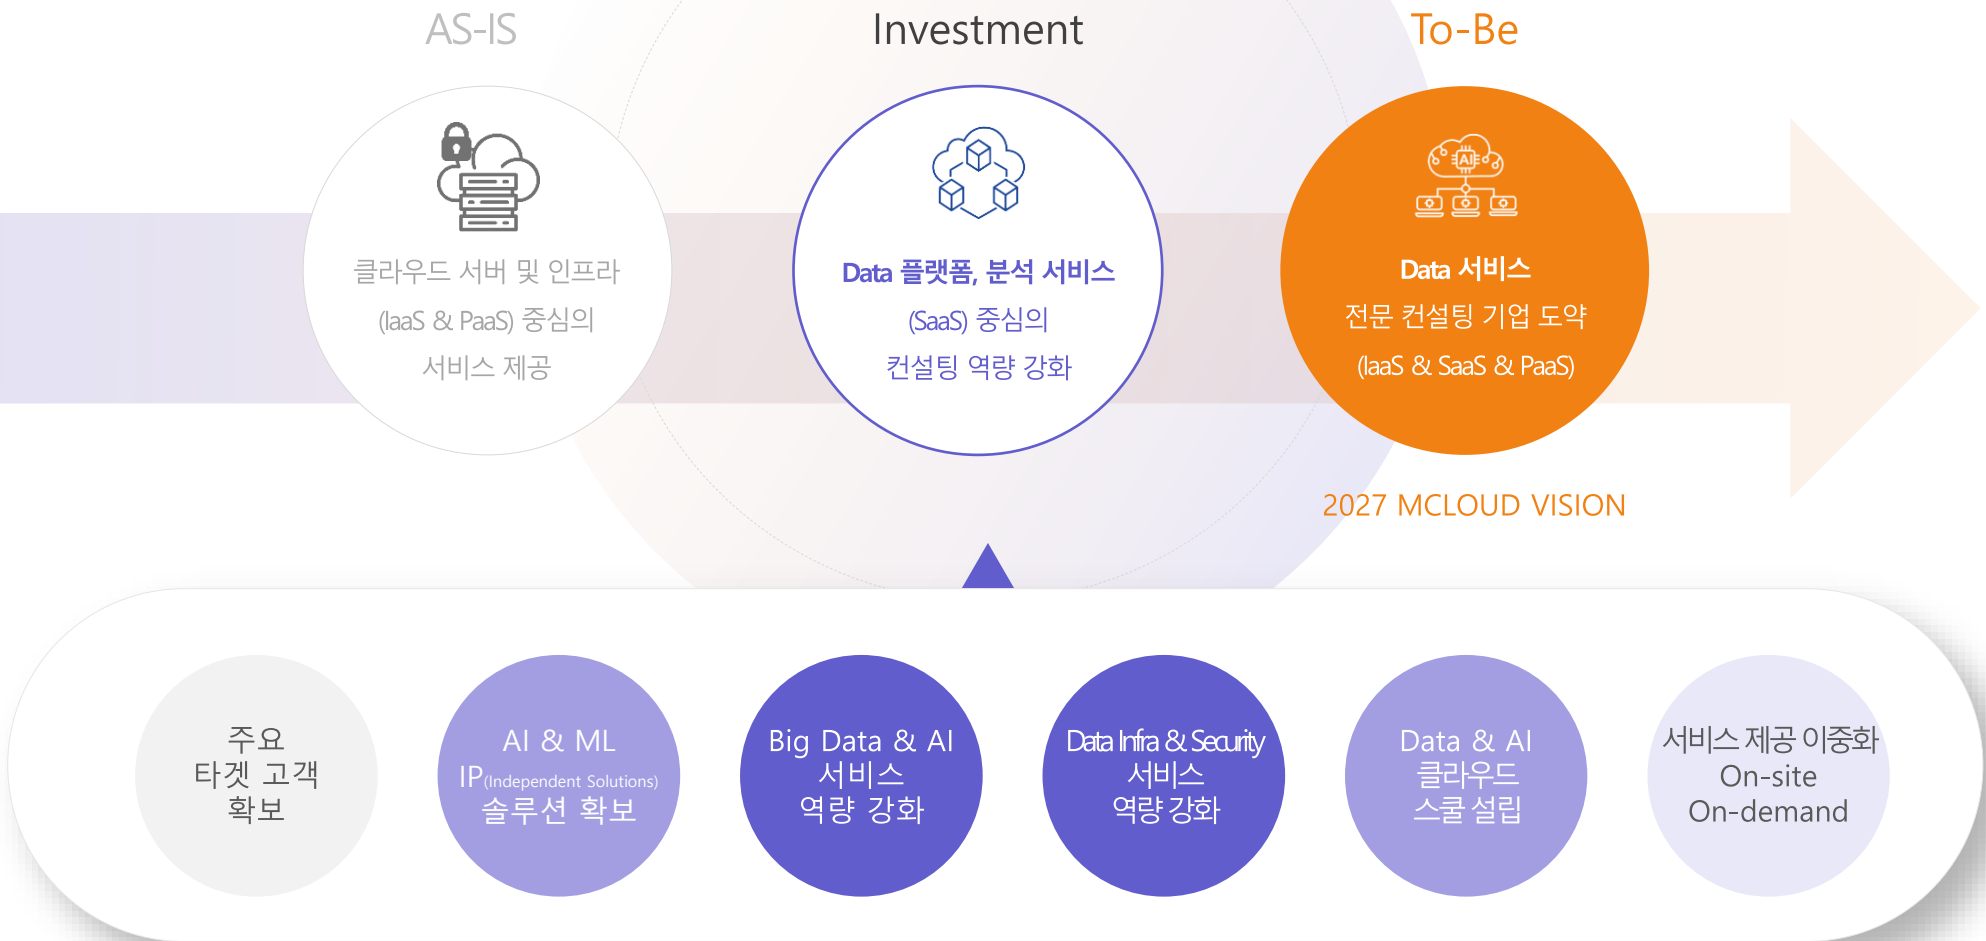 AS-IS
Investment
To-Be
AI
클라우드 서버 및 인프라
(IaaS & PaaS) 중심의
서비스 제공
Data 플랫폼, 분석 서비스
(SaaS) 중심의
컨설팅 역량 강화
Data 서비스
전문 컨설팅 기업 도약
(IaaS & SaaS & PaaS)
2027 MCLOUD VISION
주요
타겟 고객
확보
AI & ML
IP(Independent Solutions)
솔루션 확보
Big Data & AI
서비스
역량 강화
Data Infra & Security
서비스
역량 강화
Data & AI
클라우드
스쿨 설립
서비스 제공 이중화
On-site
On-demand